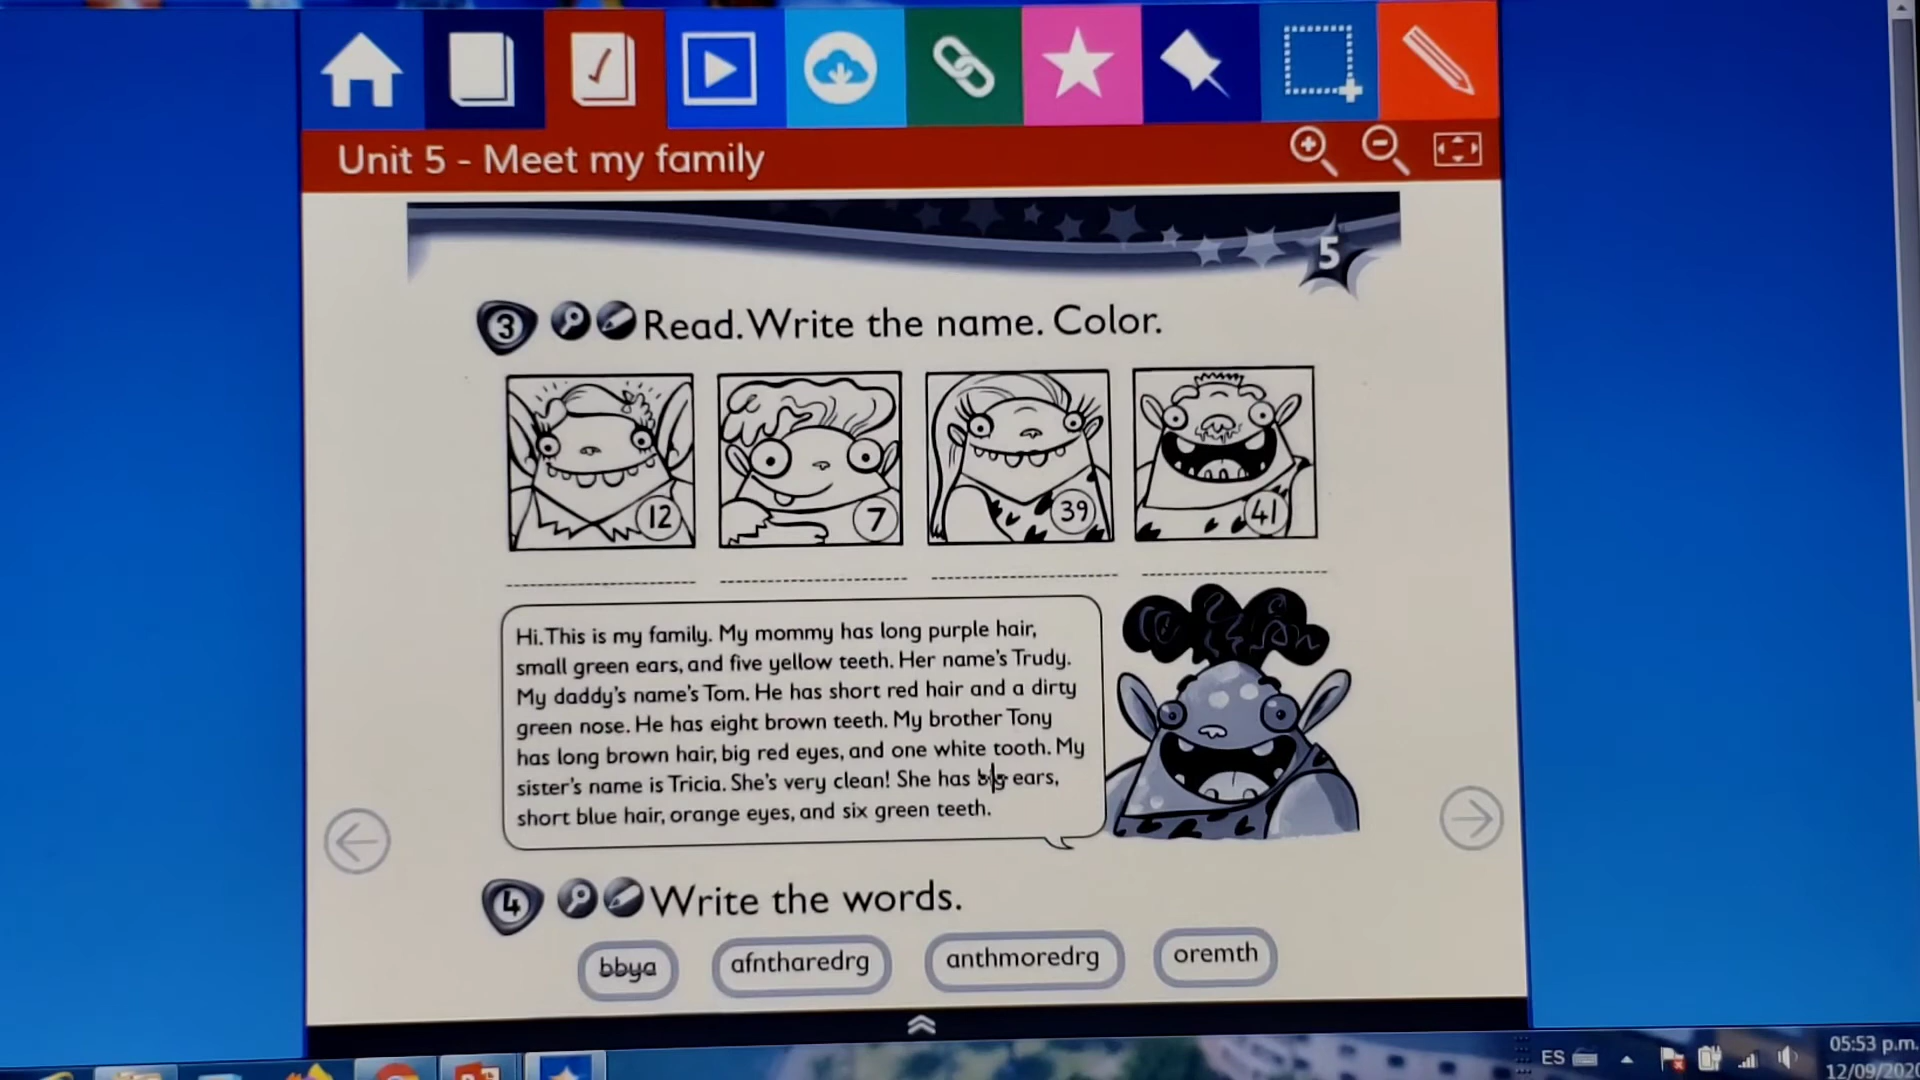 Unit 5 - Meet my family
5
3 Read. Write the name. Color.
12 7 39 41
Hi. This is my family. My mommy has long purple hair,
small green ears, and five yellow teeth. Her name's Trudy.
My daddy's name's Tom. He has short red hair and a dirty
green nose. He has eight brown teeth. My brother Tony
has long brown hair, big red eyes, and one white tooth. My
sister's name is Tricia. She's very clean! She has big ears,
short blue hair, orange eyes, and six green teeth.
4 Write the words.
bbya afntharedrg anthmoredrg oremth
ES
05:53 p.m.
12/09/2020